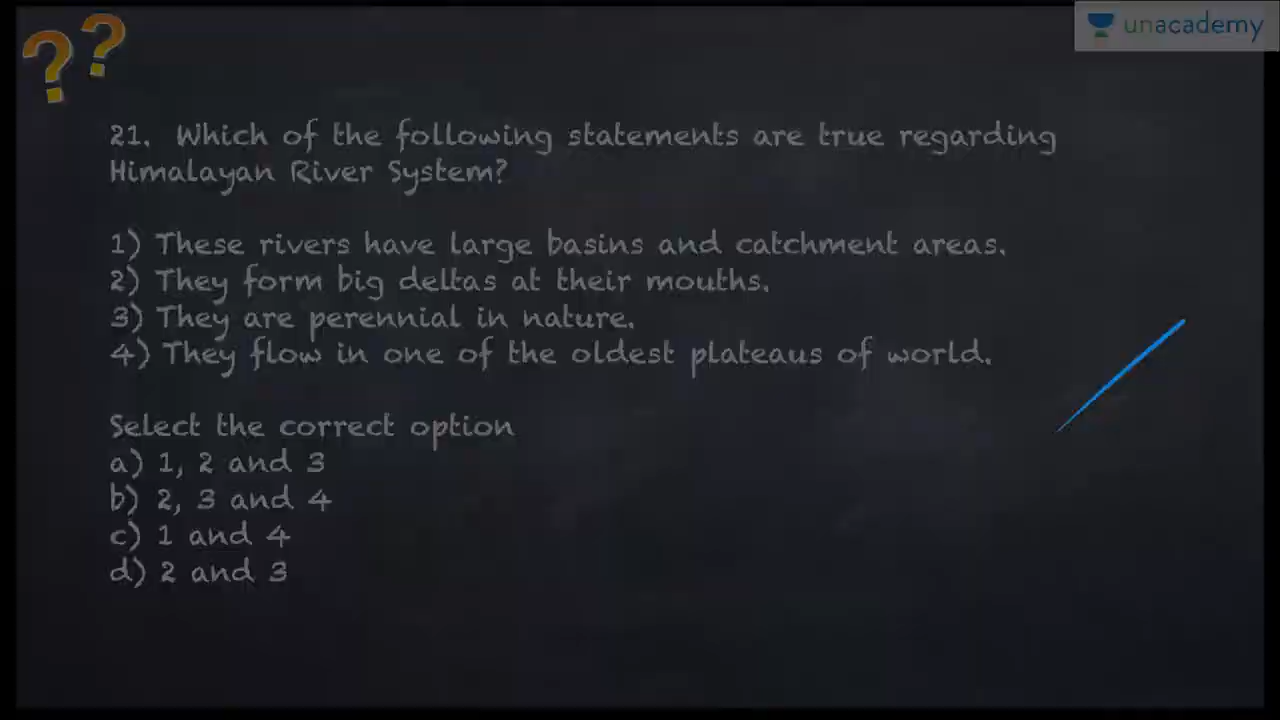 unacademy
21. Which of the following statements are true regarding
Himalayan River System?
1) These rivers have large basins and catchment areas.
2) They form big deltas at their mouths.
3) They are perennial in nature.
4) They flow in one of the oldest plateaus of world.
Select the correct option
a) 1, 2 and 3
b) 2, 3 and 4
c) 1 and 4
d) 2 and 3